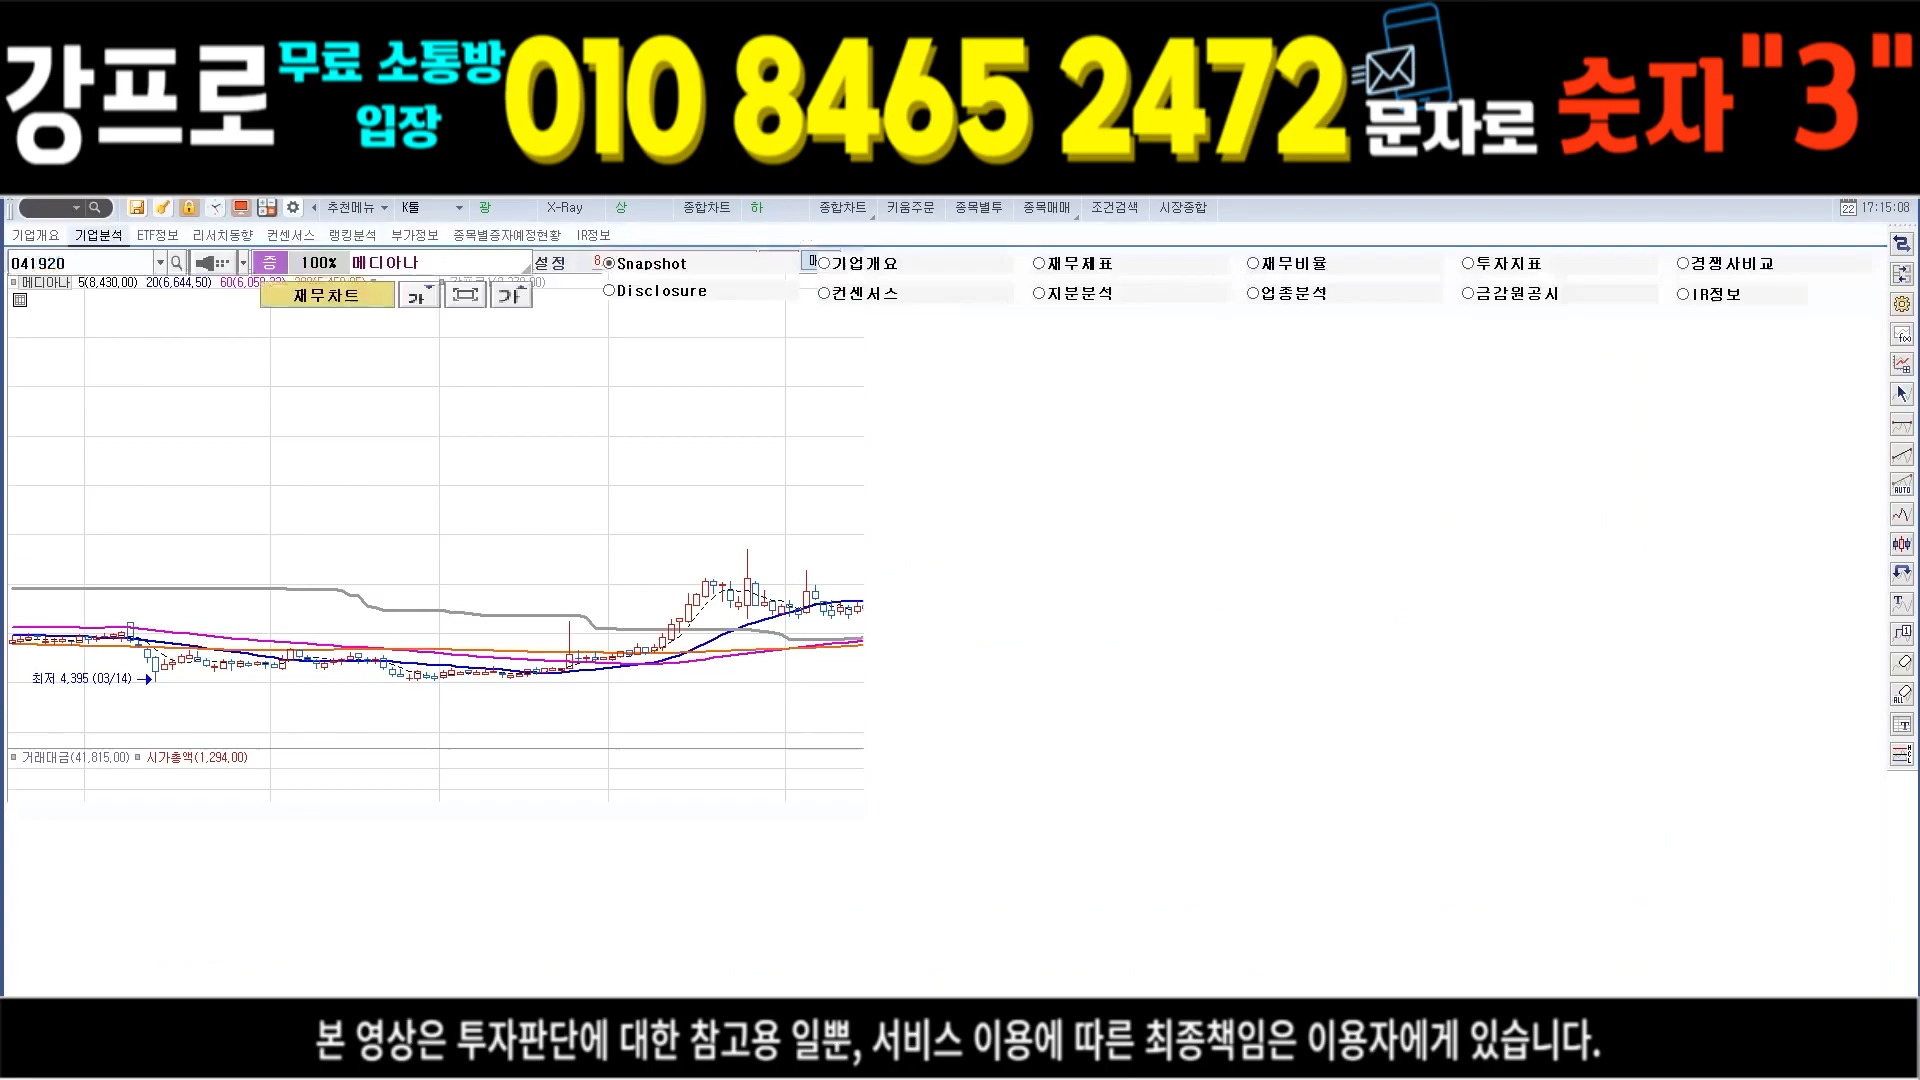 강프로 무료 소통방 입장 010 8465 2472 문자로 숫자"3"
추천메뉴 K툴 광 X-Ray 상 종합차트 하 종합차트 키움주문 종목별투 종목매매 조건검색 시장종합 22 17:15:08
기업개요 기업분석 ETF정보 리서치동향 컨센서스 랭킹분석 부가정보 종목별증자예정현황 IR정보
041920 증 100% 메디아나 설정 8 Snapshot 기업개요 재무제표 재무비율 투자지표 경쟁사비교
메디아나 5(8,430,00) 20(6,644,50)
재무차트 가 가
Disclosure 컨센서스 지분분석 업종분석 금감원공시 IR정보
최저 4,395 (03/14)
거래대금(41,815,00) 시가총액(1,294,00)
본 영상은 투자판단에 대한 참고용 일뿐, 서비스 이용에 따른 최종책임은 이용자에게 있습니다.